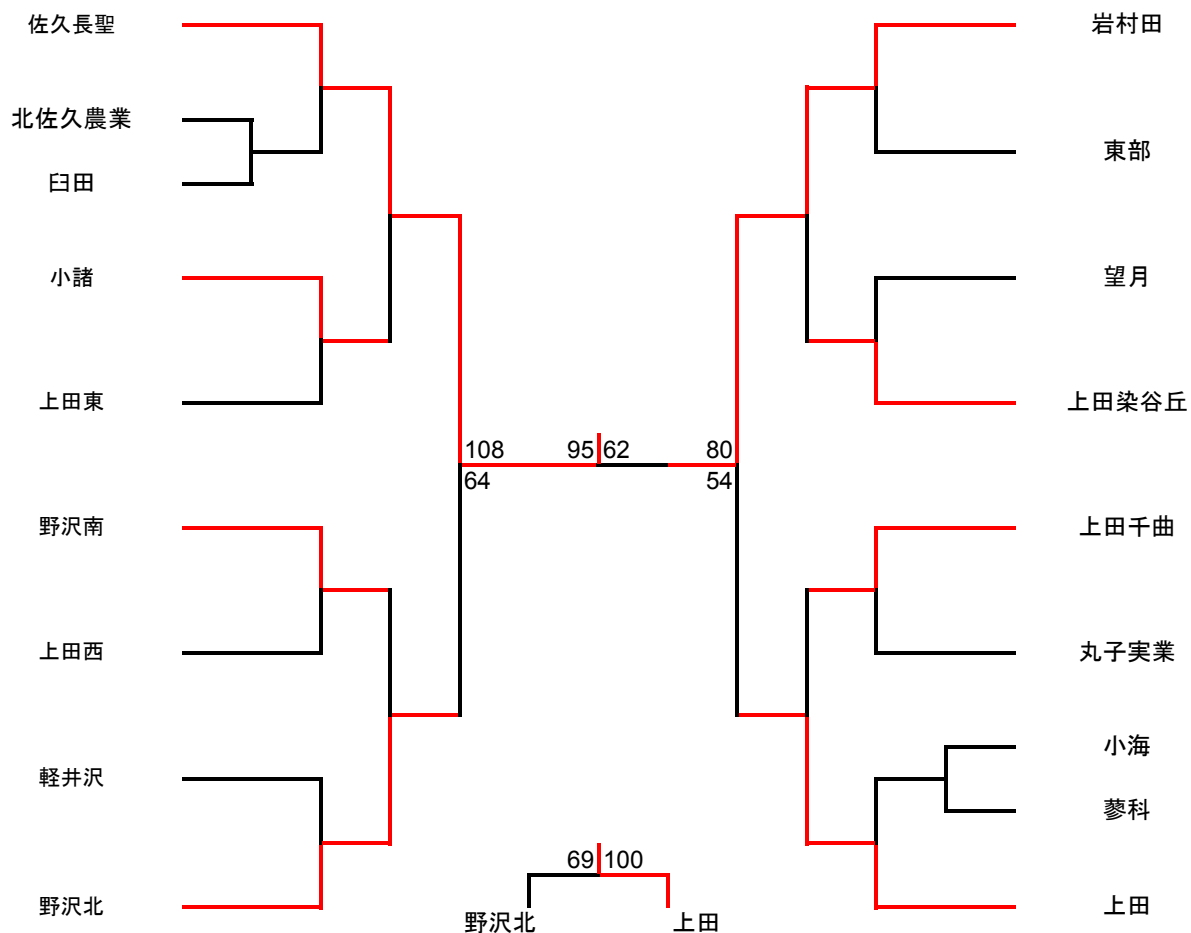 佐久長聖
北佐久農業
臼田
小諸
上田東
野沢南
上田西
軽井沢
野沢北
108
64
95
62
80
54
岩村田
東部
望月
上田染谷丘
上田千曲
丸子実業
小海
蓼科
上田
69
100
野沢北
上田